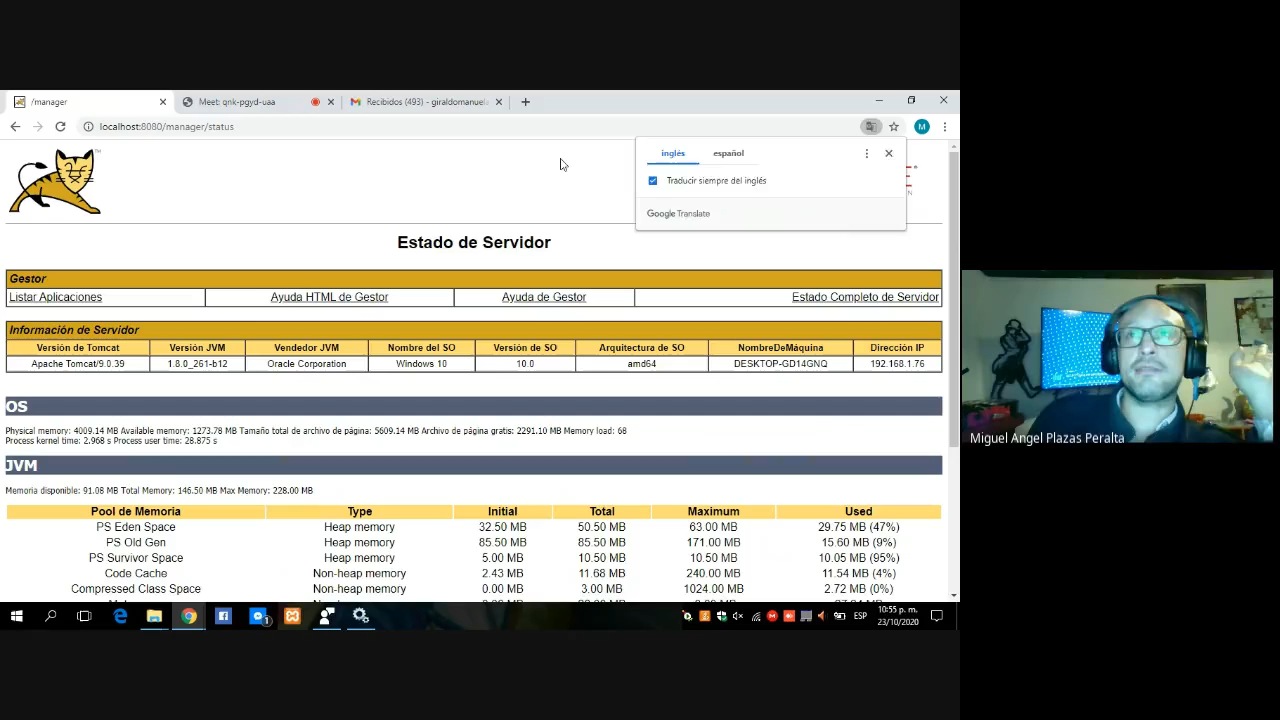 /manager
Meet: qnk-pgyd-uaa
Recibidos (493) - giraldomanuela
localhost:8080/manager/status
M
inglés
español
Traducir siempre del inglés
Google Translate
Estado de Servidor
Gestor
Listar Aplicaciones Ayuda HTML de Gestor Ayuda de Gestor Estado Completo de Servidor
Información de Servidor
Versión de Tomcat Versión JVM Vendedor JVM Nombre del SO Versión de SO Arquitectura de SO NombreDeMáquina Dirección IP
Apache Tomcat/9.0.39 1.8.0_261-b12 Oracle Corporation Windows 10 10.0 amd64 DESKTOP-GD14GNQ 192.168.1.76
OS
Physical memory: 4009.14 MB Available memory: 1273.78 MB Tamaño total de archivo de página: 5609.14 MB Archivo de página gratis: 2291.10 MB Memory load: 68
Process kernel time: 2.968 s Process user time: 28.875 s
JVM
Memoria disponible: 91.08 MB Total Memory: 146.50 MB Max Memory: 228.00 MB
Pool de Memoria Type Initial Total Maximum Used
PS Eden Space Heap memory 32.50 MB 50.50 MB 63.00 MB 29.75 MB (47%)
PS Old Gen Heap memory 85.50 MB 85.50 MB 171.00 MB 15.60 MB (9%)
PS Survivor Space Heap memory 5.00 MB 10.50 MB 10.50 MB 10.05 MB (95%)
Code Cache Non-heap memory 2.43 MB 11.68 MB 240.00 MB 11.54 MB (4%)
Compressed Class Space Non-heap memory 0.00 MB 3.00 MB 1024.00 MB 2.72 MB (0%)
ESP
10:55 p. m.
23/10/2020
Miguel Angel Plazas Peralta